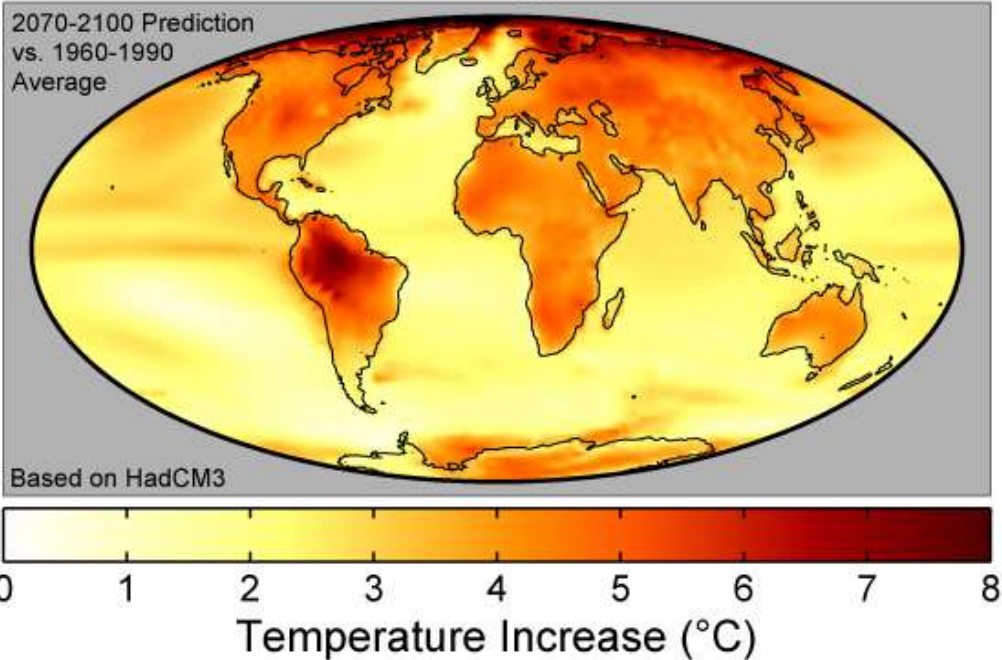 2070-2100 Prediction
vs. 1960-1990
Average
Based on HadCM3
0 1 2 3 4 5 6 7 8
Temperature Increase (°C)